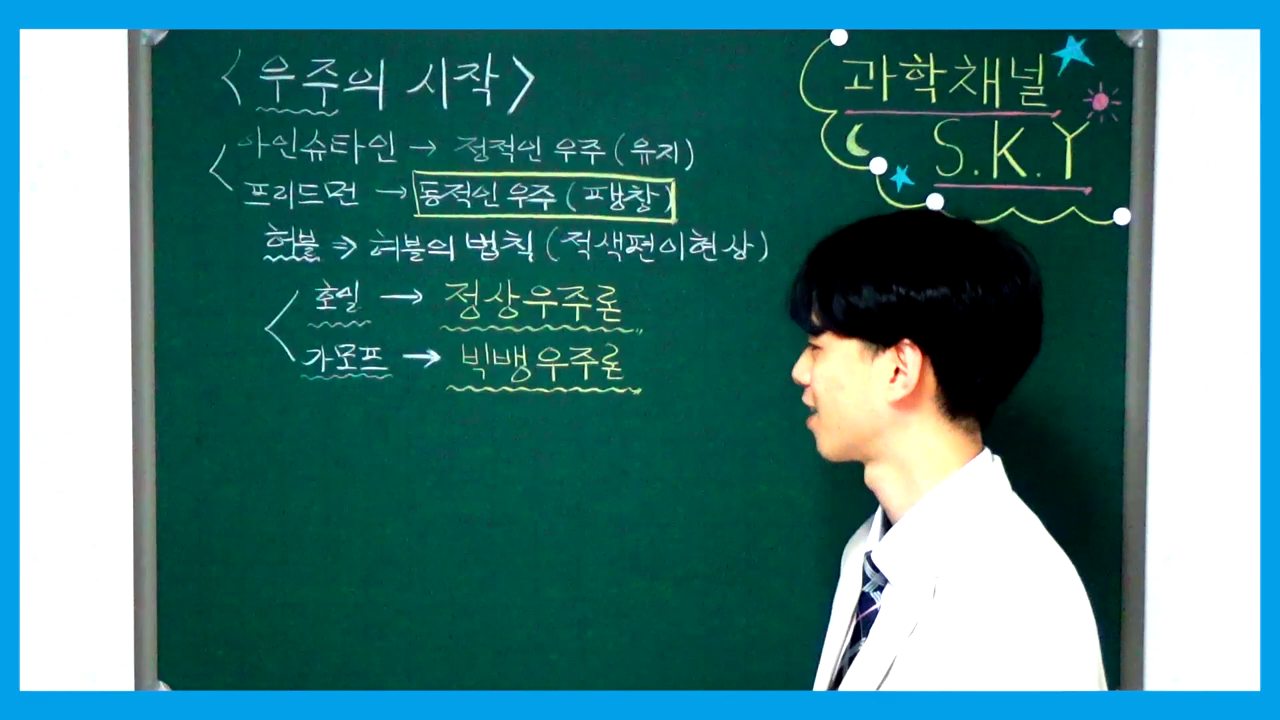 <우주의 시작>
아인슈타인 → 정적인 우주 (유지)
프리드먼 → 동적인 우주 (팽창)
허블 ⇒ 허블의 법칙 (적색편이현상)
호일 → 정상우주론
가모프 → 빅뱅우주론
과학채널
S.K.Y